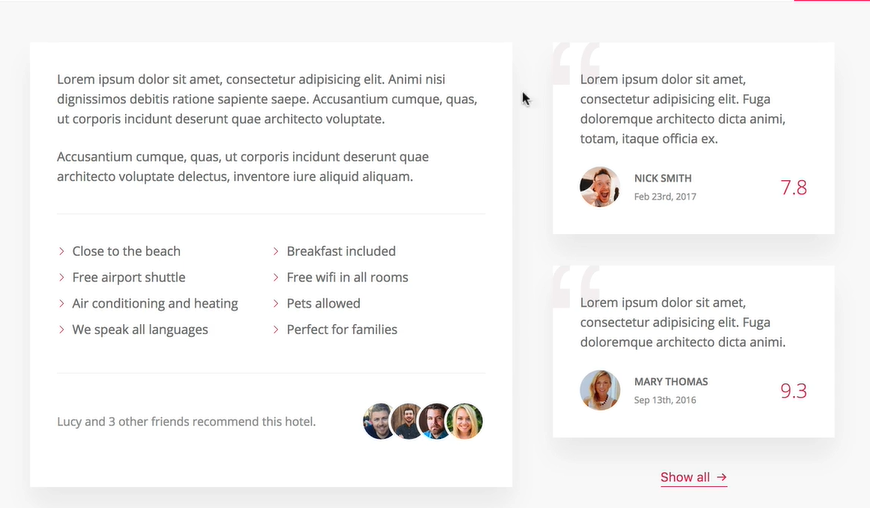 Lorem ipsum dolor sit amet, consectetur adipisicing elit. Animi nisi
dignissimos debitis ratione sapiente saepe. Accusantium cumque, quas,
ut corporis incidunt deserunt quae architecto voluptate.
Accusantium cumque, quas, ut corporis incidunt deserunt quae
architecto voluptate delectus, inventore iure aliquid aliquam.
Close to the beach
Free airport shuttle
Air conditioning and heating
We speak all languages
Breakfast included
Free wifi in all rooms
Pets allowed
Perfect for families
Lucy and 3 other friends recommend this hotel.
“
Lorem ipsum dolor sit amet,
consectetur adipisicing elit. Fuga
doloremque architecto dicta animi,
totam, itaque officia ex.
NICK SMITH
Feb 23rd, 2017
7.8
“
Lorem ipsum dolor sit amet,
consectetur adipisicing elit. Fuga
doloremque architecto dicta animi.
MARY THOMAS
Sep 13th, 2016
9.3
Show all →